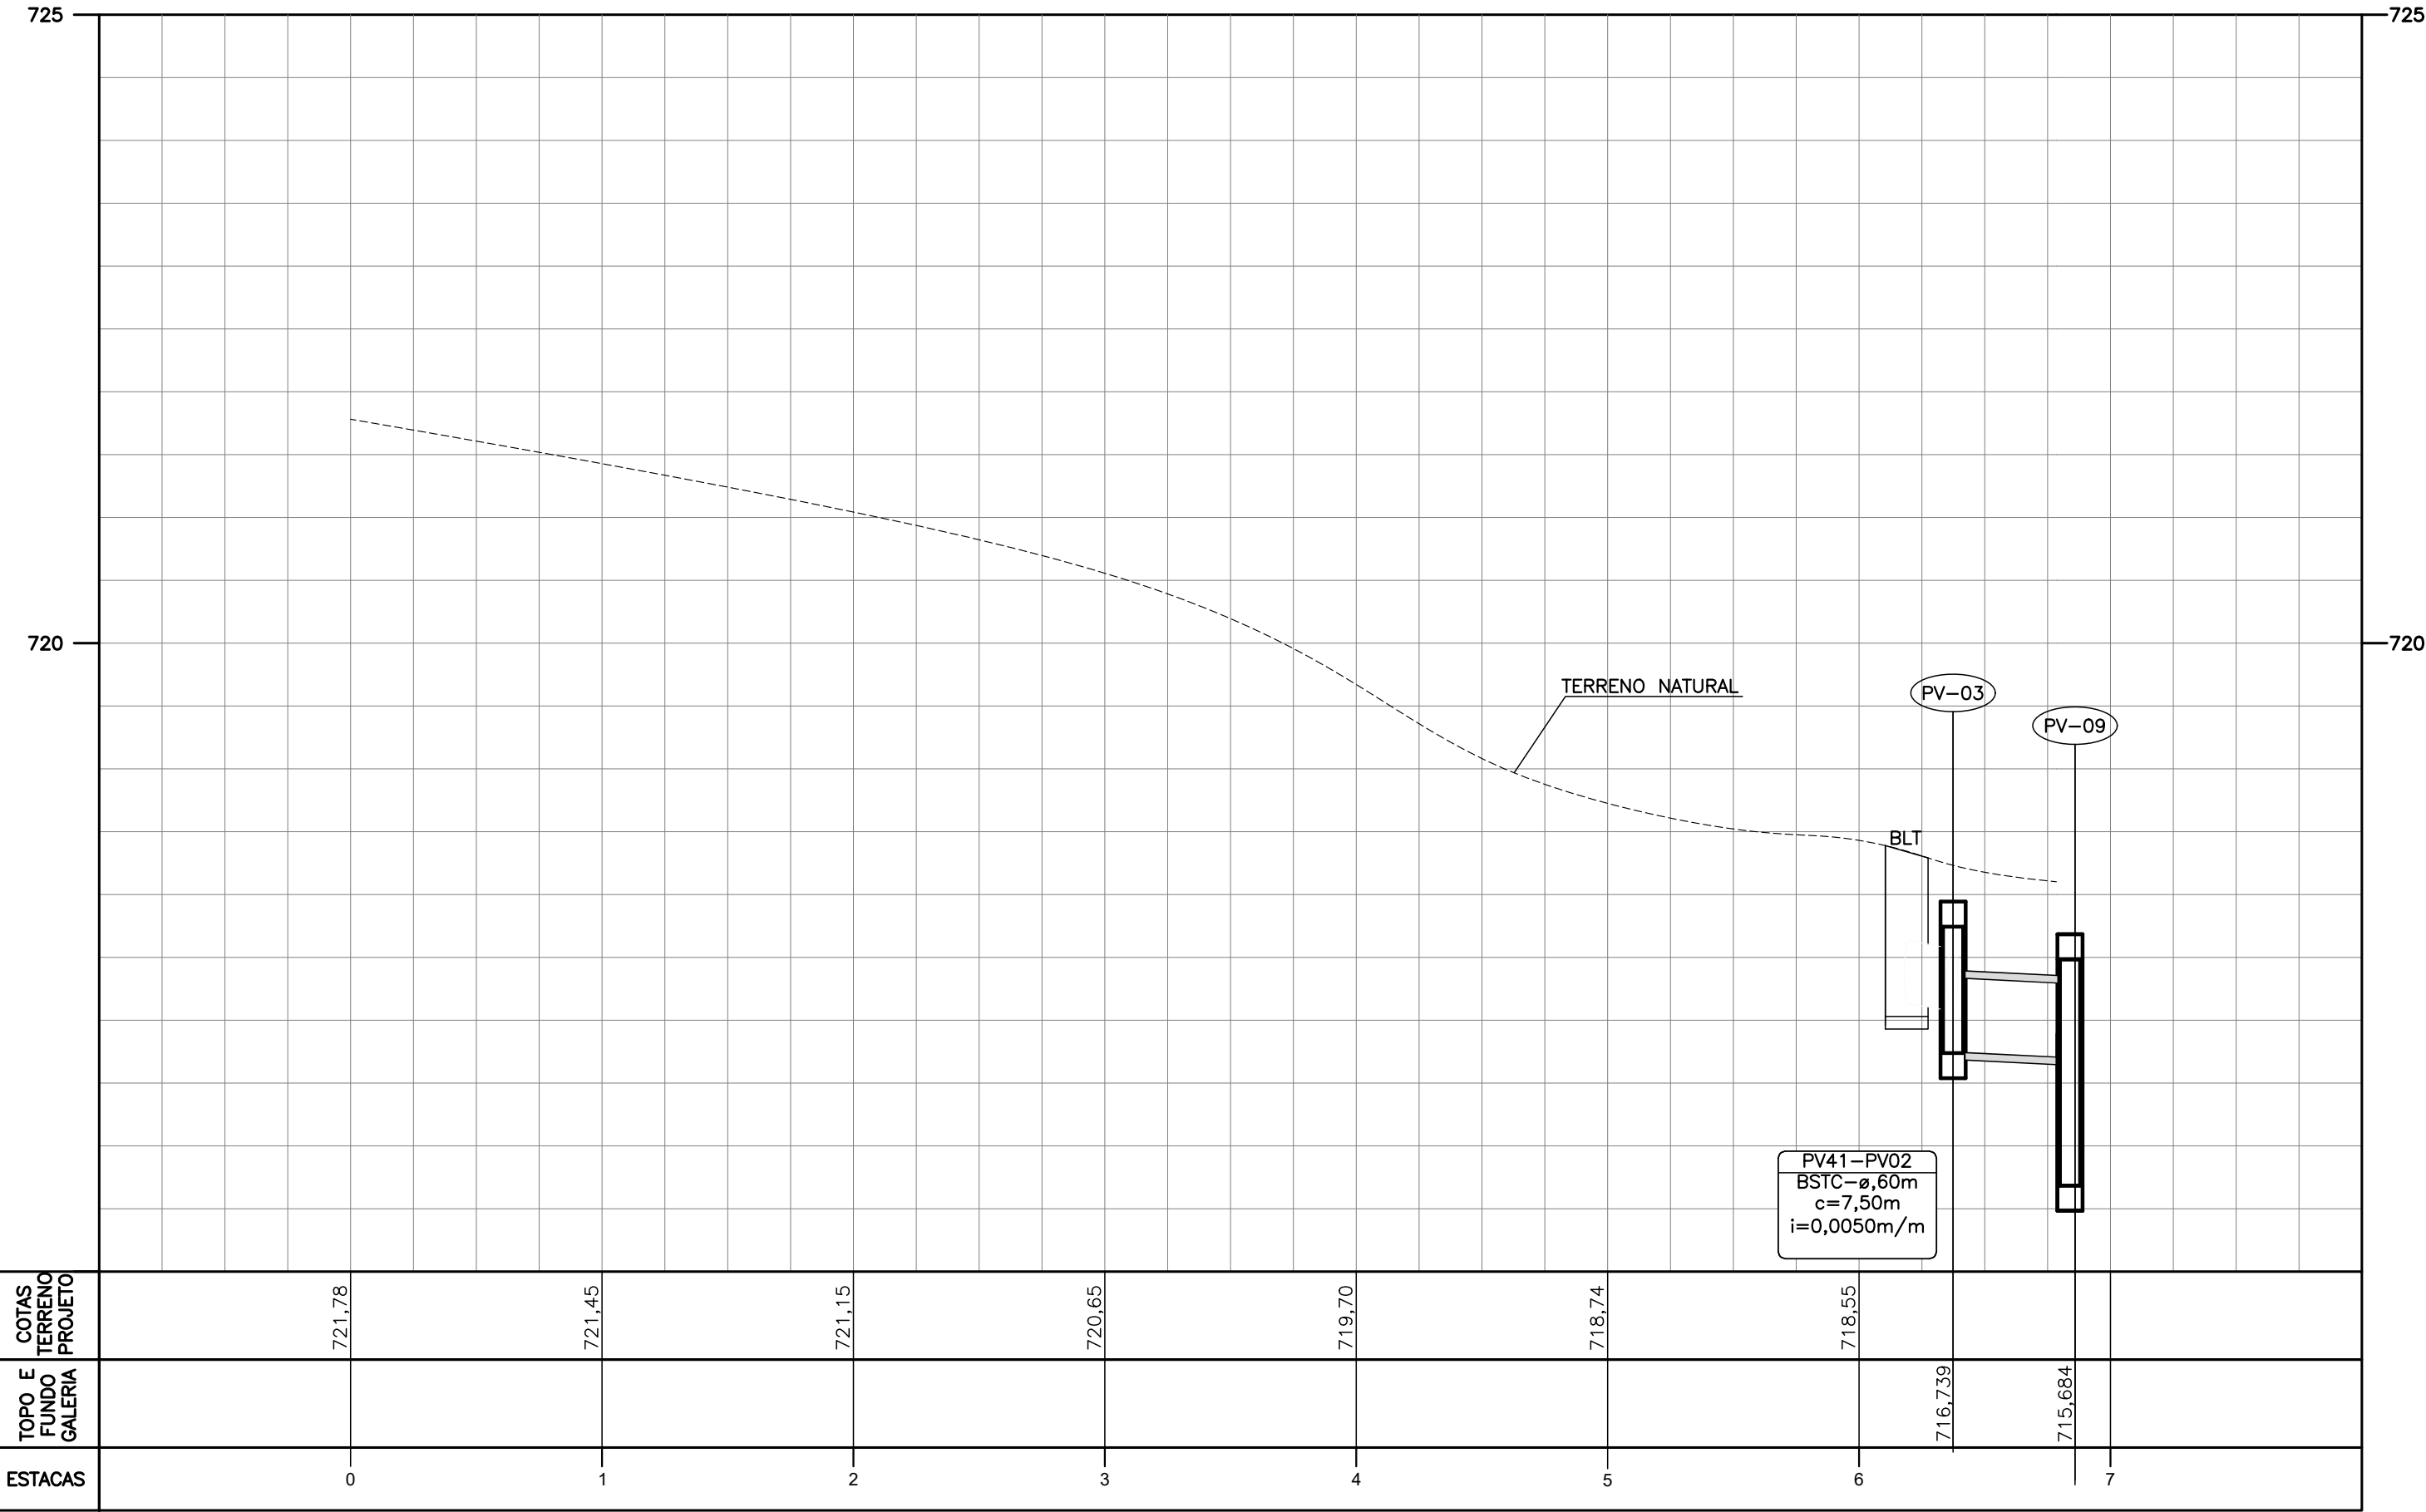 725
725
720
720
TERRENO NATURAL
PV-03
PV-09
BLT
PV41-PV02
BSTC-ø,60m
c=7,50m
i=0,0050m/m
COTAS
TERRENO
PROJETO
721,78
721,45
721,15
720,65
719,70
718,74
718,55
TOPO E
FUNDO
GALERIA
716,739
715,684
ESTACAS
0
1
2
3
4
5
6
7